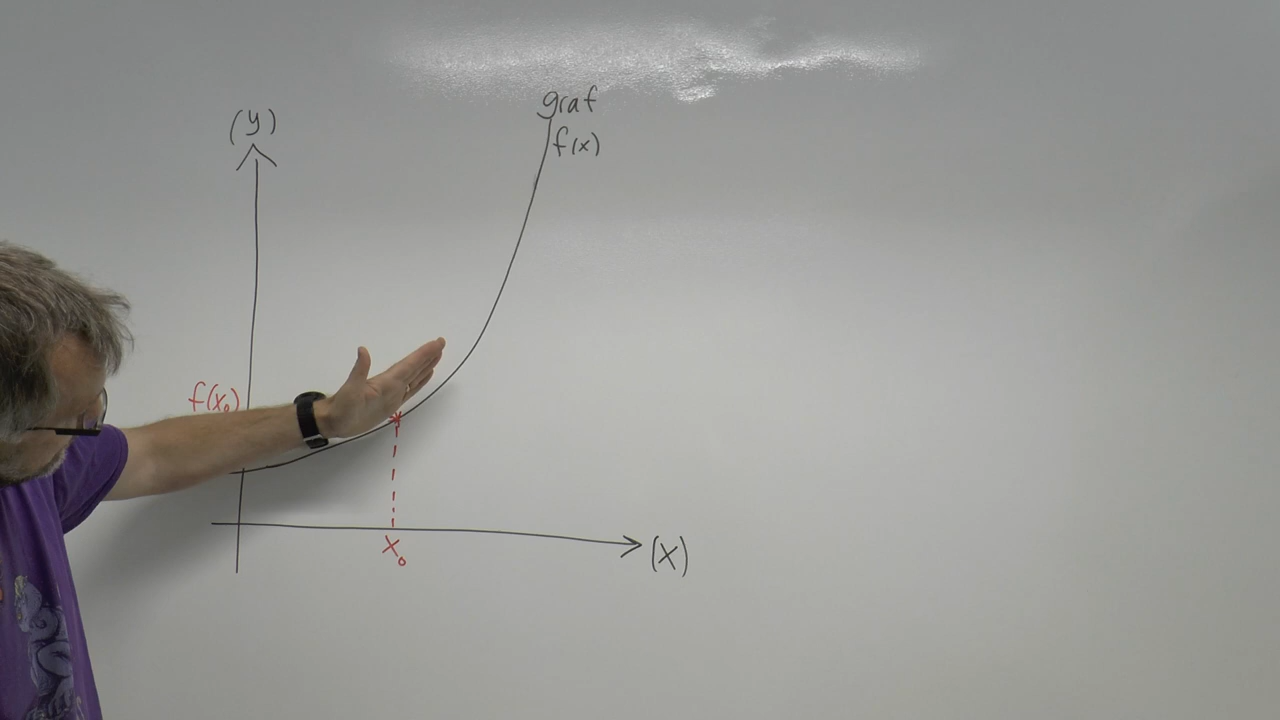 graf
f(x)
(y)
f(x₀)
x₀
(x)